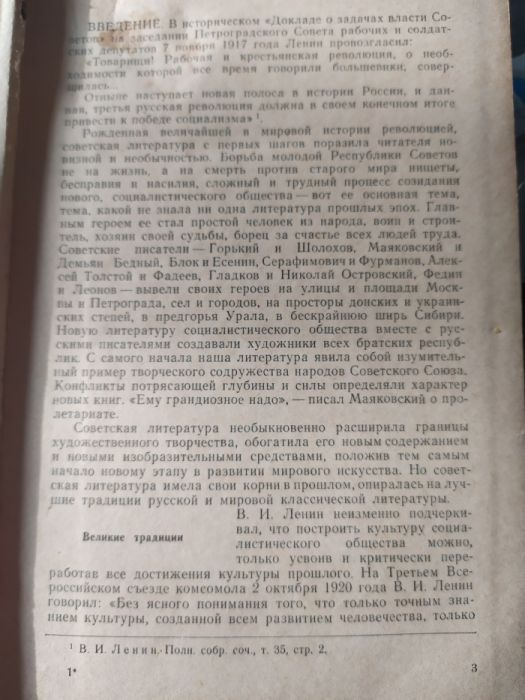 ВВЕДЕНИЕ. В историческом «Докладе о задачах власти Со-
ветов» на заседании Петроградского Совета рабочих и солдат-
ских депутатов 7 ноября 1917 года Ленин провозгласил:
«Товарищи! Рабочая и крестьянская революция, о необ-
ходимости которой все время говорили большевики, совер-
шилась...
Отныне наступает новая полоса в истории России, и дан-
ная, третья русская революция должна в своем конечном итоге
привести к победе социализма» ¹.
Рожденная величайшей в мировой истории революцией,
советская литература с первых шагов поразила читателя но-
визной и необычностью. Борьба молодой Республики Советов
не на жизнь, а на смерть против старого мира нищеты,
бесправия и насилия, сложный и трудный процесс созидания
нового, социалистического общества — вот ее основная тема,
тема, какой не знала ни одна литература прошлых эпох. Глав-
ным героем ее стал простой человек из народа, воин и строи-
тель, хозяин своей судьбы, борец за счастье всех людей труда.
Советские писатели — Горький и Шолохов, Маяковский и
Демьян Бедный, Блок и Есенин, Серафимович и Фурманов, Алек-
сей Толстой и Фадеев, Гладков и Николай Островский, Федин
и Леонов — вывели своих героев на улицы и площади Моск-
вы и Петрограда, сел и городов, на просторы донских и украин-
ских степей, в предгорья Урала, в бескрайнюю ширь Сибири.
Новую литературу социалистического общества вместе с рус-
скими писателями создавали художники всех братских респуб-
лик. С самого начала наша литература явила собой изумитель-
ный пример творческого содружества народов Советского Союза.
Конфликты потрясающей глубины и силы определяли характер
новых книг. «Ему грандиозное надо», — писал Маяковский о про-
летариате.
Советская литература необыкновенно расширила границы
художественного творчества, обогатила его новым содержанием
и новыми изобразительными средствами, положив тем самым
начало новому этапу в развитии мирового искусства. Но совет-
ская литература имела свои корни в прошлом, опиралась на луч-
шие традиции русской и мировой классической литературы.
Великие традиции
В. И. Ленин неизменно подчерки-
вал, что построить культуру социа-
листического общества можно,
только усвоив и критически пере-
работав все достижения культуры прошлого. На Третьем Все-
российском съезде комсомола 2 октября 1920 года В. И. Ленин
говорил: «Без ясного понимания того, что только точным зна-
нием культуры, созданной всем развитием человечества, только
¹ В. И. Ленин. Полн. собр. соч., т. 35, стр. 2.
1*
3